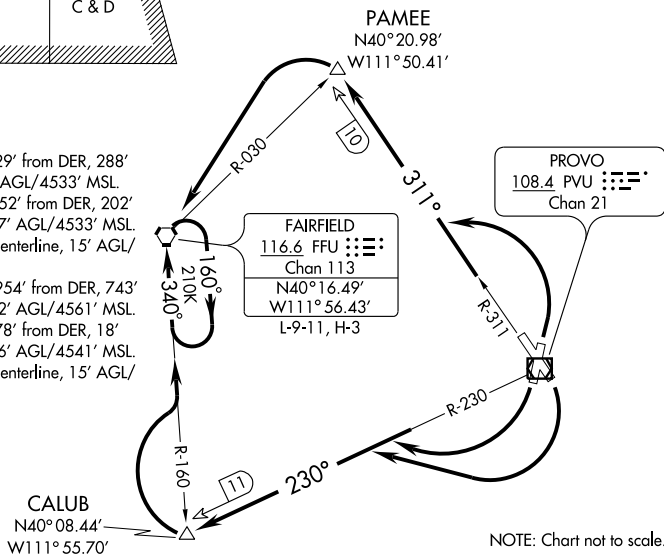 C & D
PAMEE
N40°20.98'
W111°50.41'
10
R-030
29' from DER, 288'
AGL/4533' MSL.
52' from DER, 202'
7' AGL/4533' MSL.
enterline, 15' AGL/
954' from DER, 743'
2' AGL/4561' MSL.
78' from DER, 18'
6' AGL/4541' MSL.
enterline, 15' AGL/
311°
PROVO
108.4 PVU
Chan 21
FAIRFIELD
116.6 FFU
Chan 113
N40°16.49'
W111°56.43'
L-9-11, H-3
160°
210K
340°
R-311
R-230
R-160
230°
11
CALUB
N40°08.44'
W111°55.70'
NOTE: Chart not to scale.